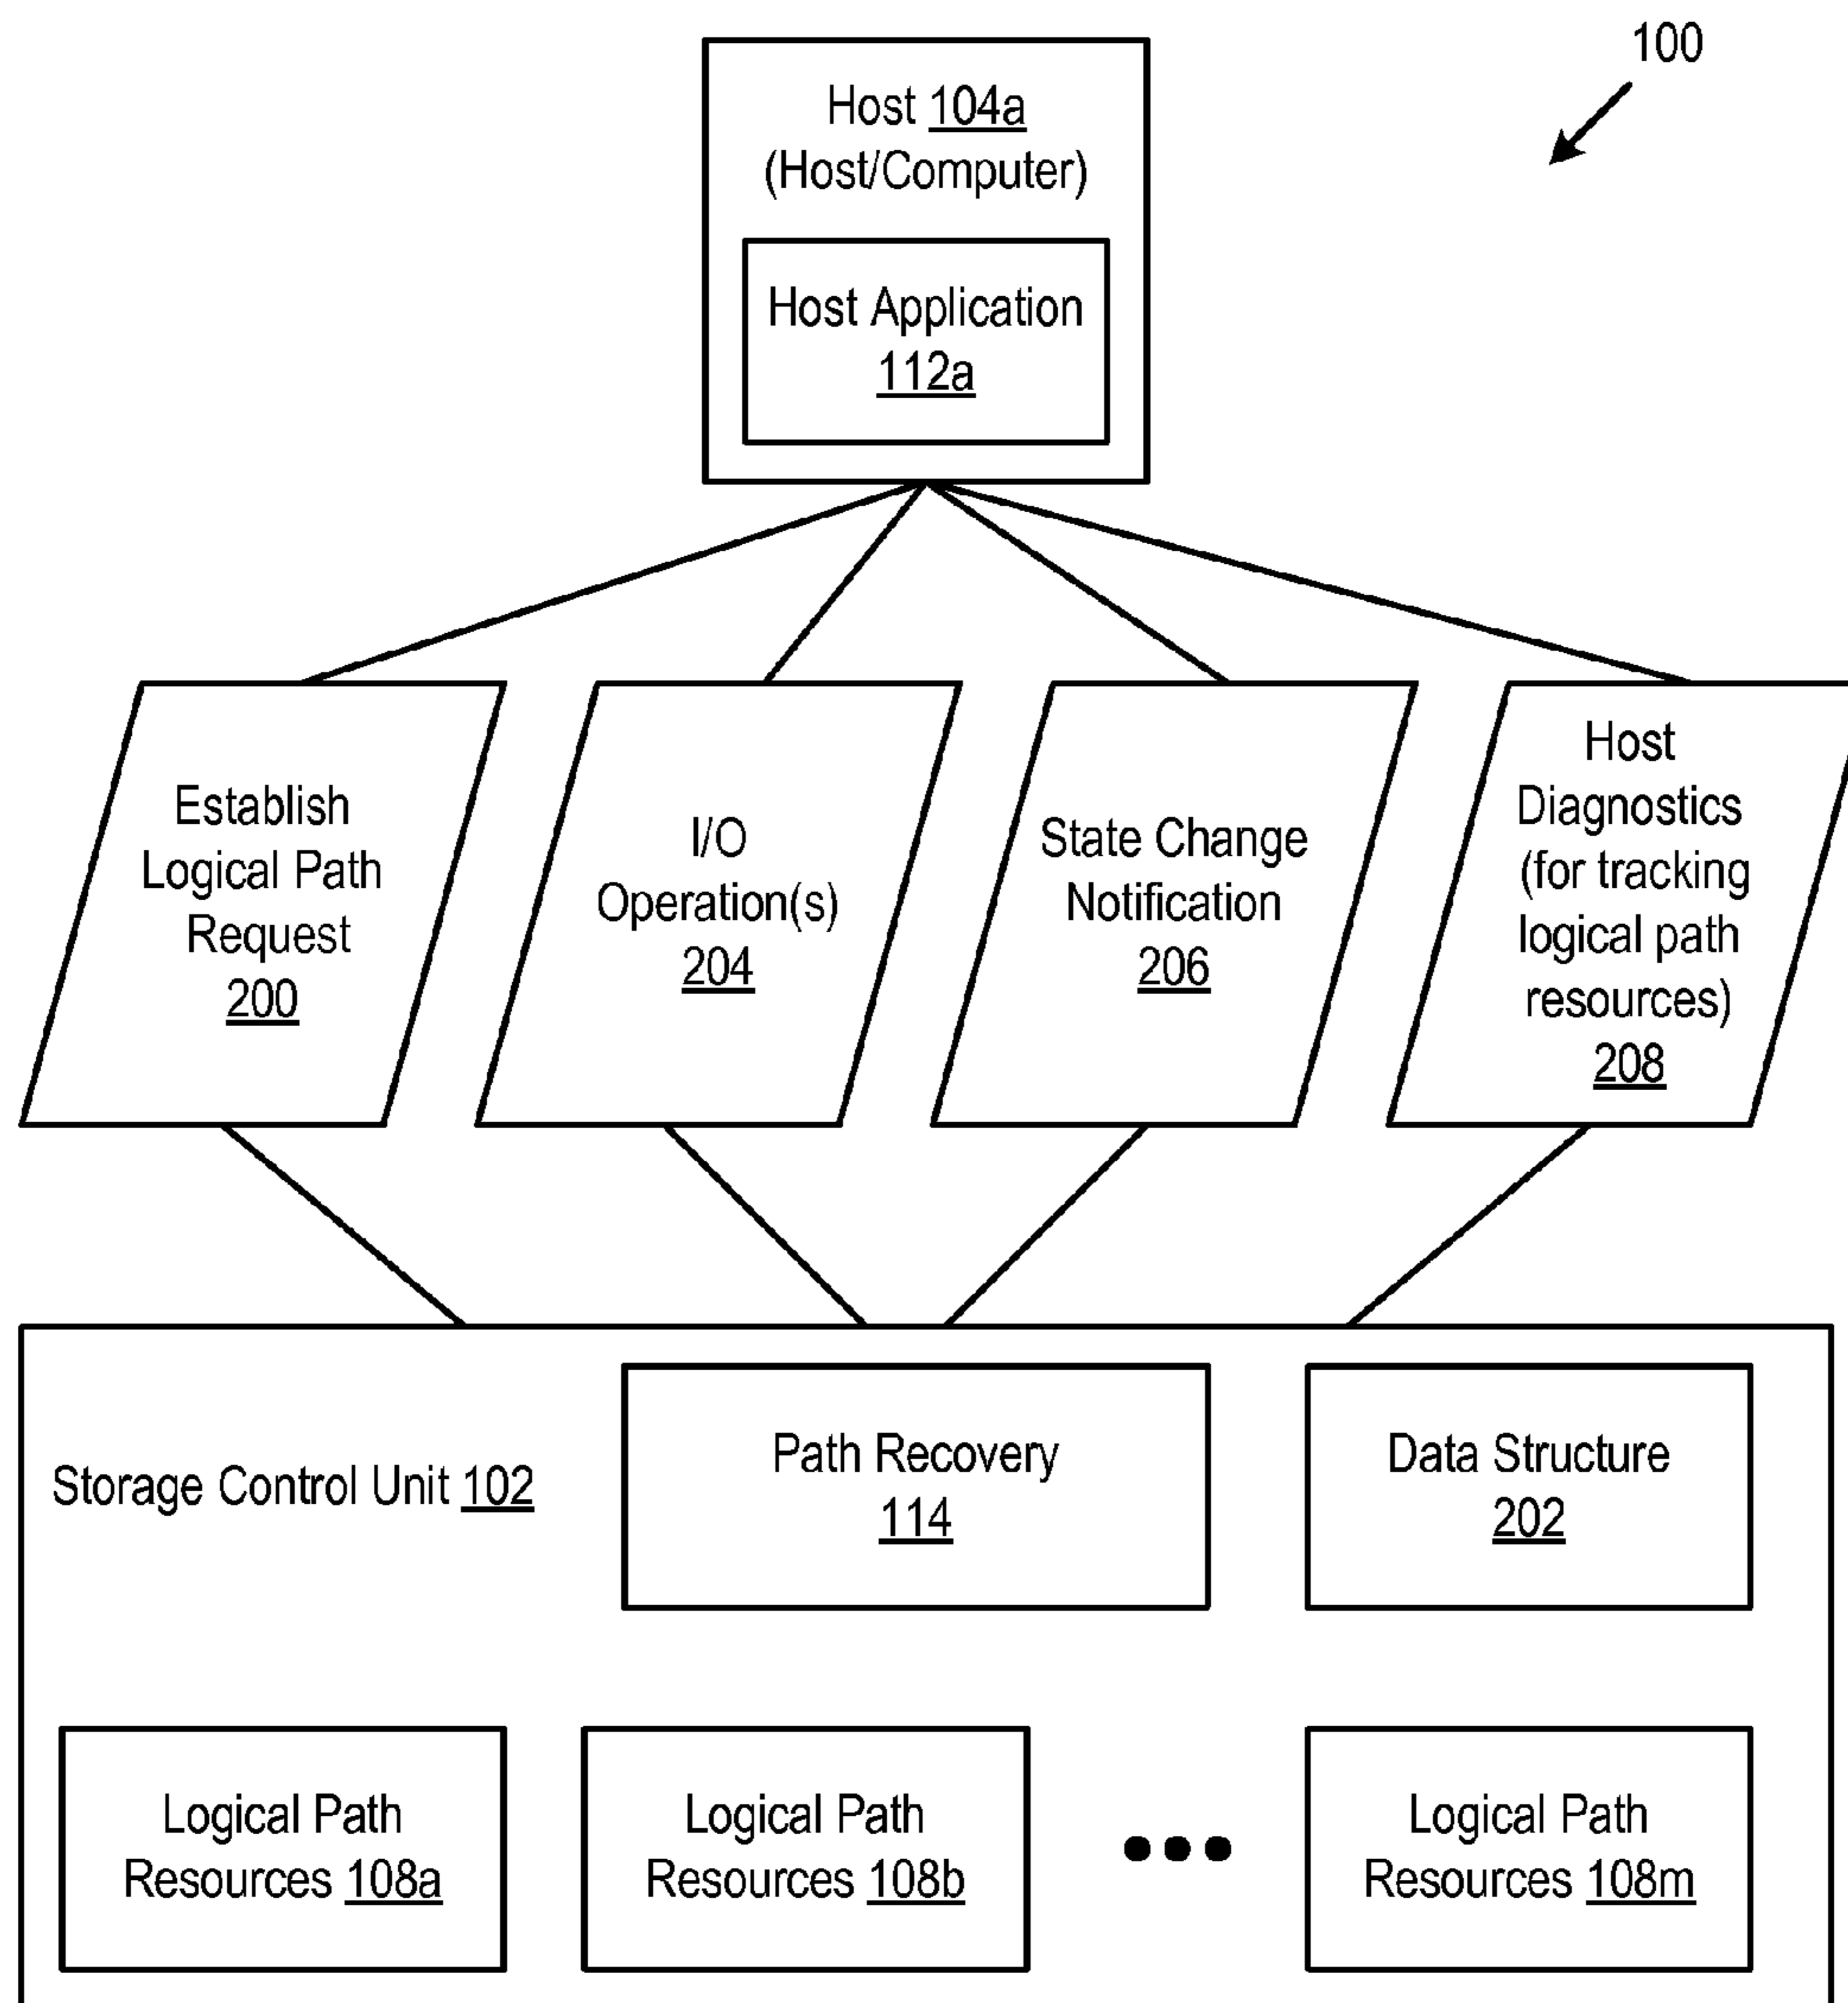 100
Host 104a
(Host/Computer)
Host Application
112a
Establish
Logical Path
Request
200
I/O
Operation(s)
204
State Change
Notification
206
Host
Diagnostics
(for tracking
logical path
resources)
208
Storage Control Unit 102
Path Recovery
114
Data Structure
202
Logical Path
Resources 108a
Logical Path
Resources 108b
Logical Path
Resources 108m